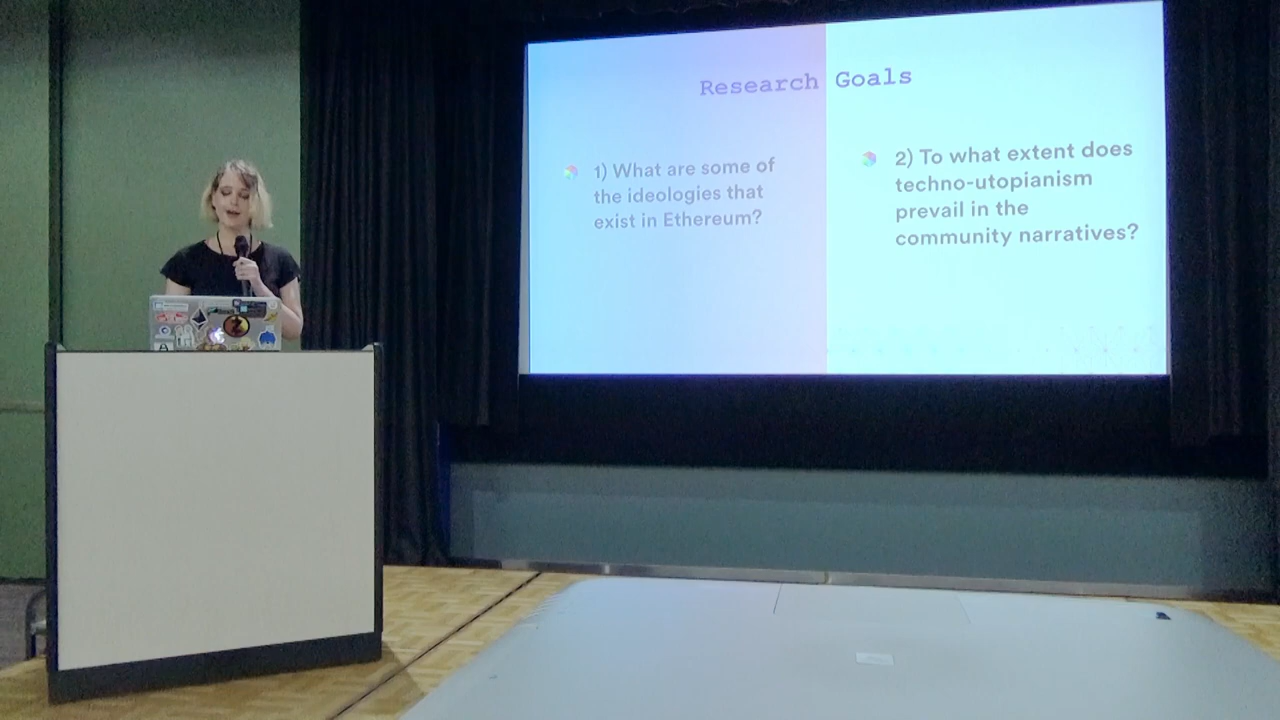 Research Goals
1) What are some of
the ideologies that
exist in Ethereum?
2) To what extent does
techno-utopianism
prevail in the
community narratives?